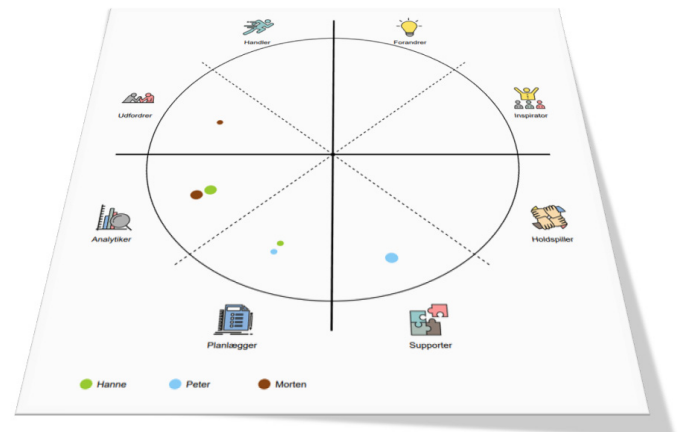 Handler
Forandrer
Udfordrer
Inspirator
Analytiker
Holdspiller
Planlægger
Supporter
Hanne
Peter
Morten